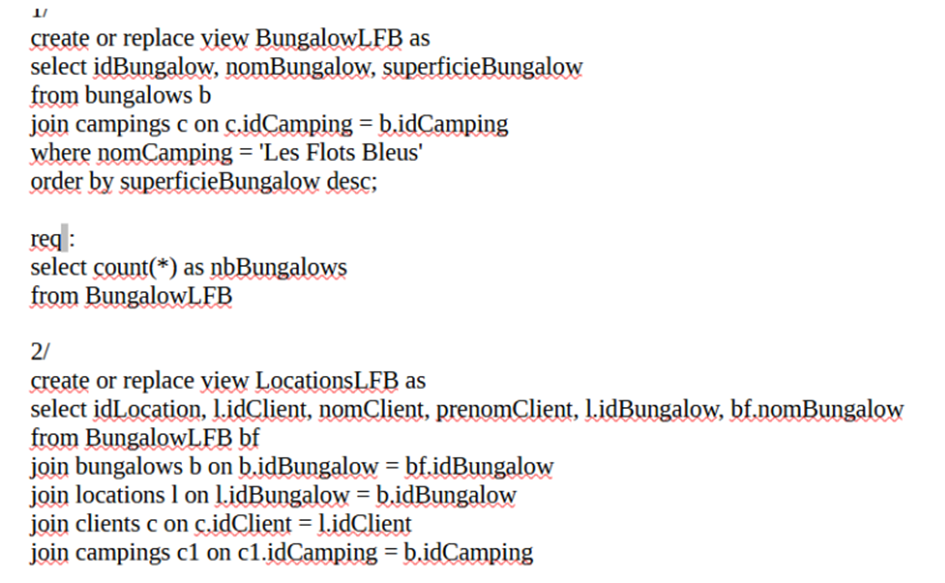 1/
create or replace view BungalowLFB as
select idBungalow, nomBungalow, superficieBungalow
from bungalows b
join campings c on c.idCamping = b.idCamping
where nomCamping = 'Les Flots Bleus'
order by superficieBungalow desc;
req :
select count(*) as nbBungalows
from BungalowLFB
2/
create or replace view LocationsLFB as
select idLocation, l.idClient, nomClient, prenomClient, l.idBungalow, bf.nomBungalow
from BungalowLFB bf
join bungalows b on b.idBungalow = bf.idBungalow
join locations l on l.idBungalow = b.idBungalow
join clients c on c.idClient = l.idClient
join campings c1 on c1.idCamping = b.idCamping